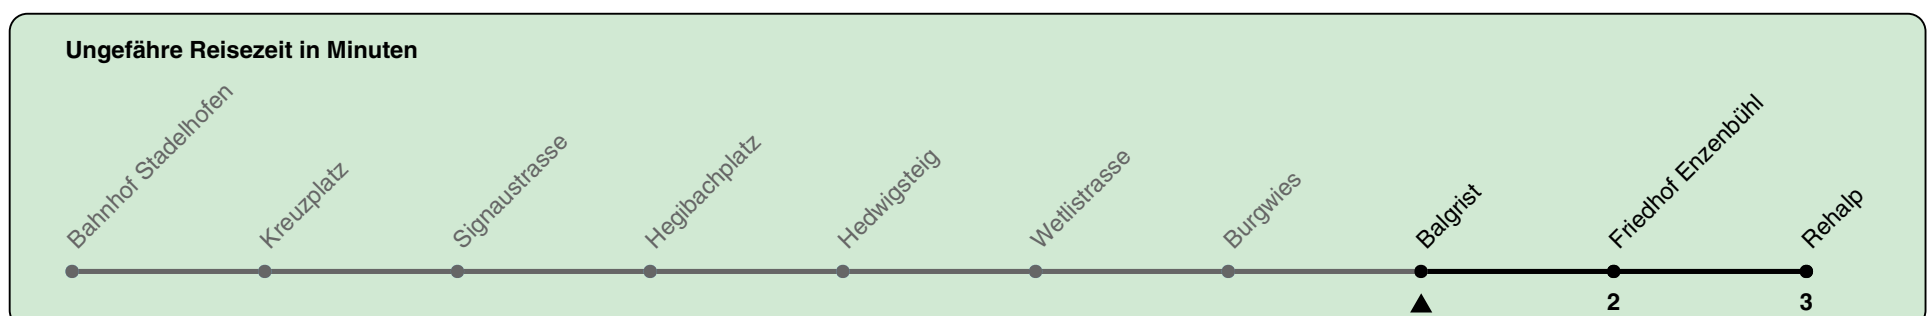 Ungefähre Reisezeit in Minuten
Bahnhof Stadelhofen
Kreuzplatz
Signaustrasse
Hegibachplatz
Hedwigsteig
Wetlistrasse
Burgwies
Balgrist
Friedhof Enzenbühl
Rehalp
2
3